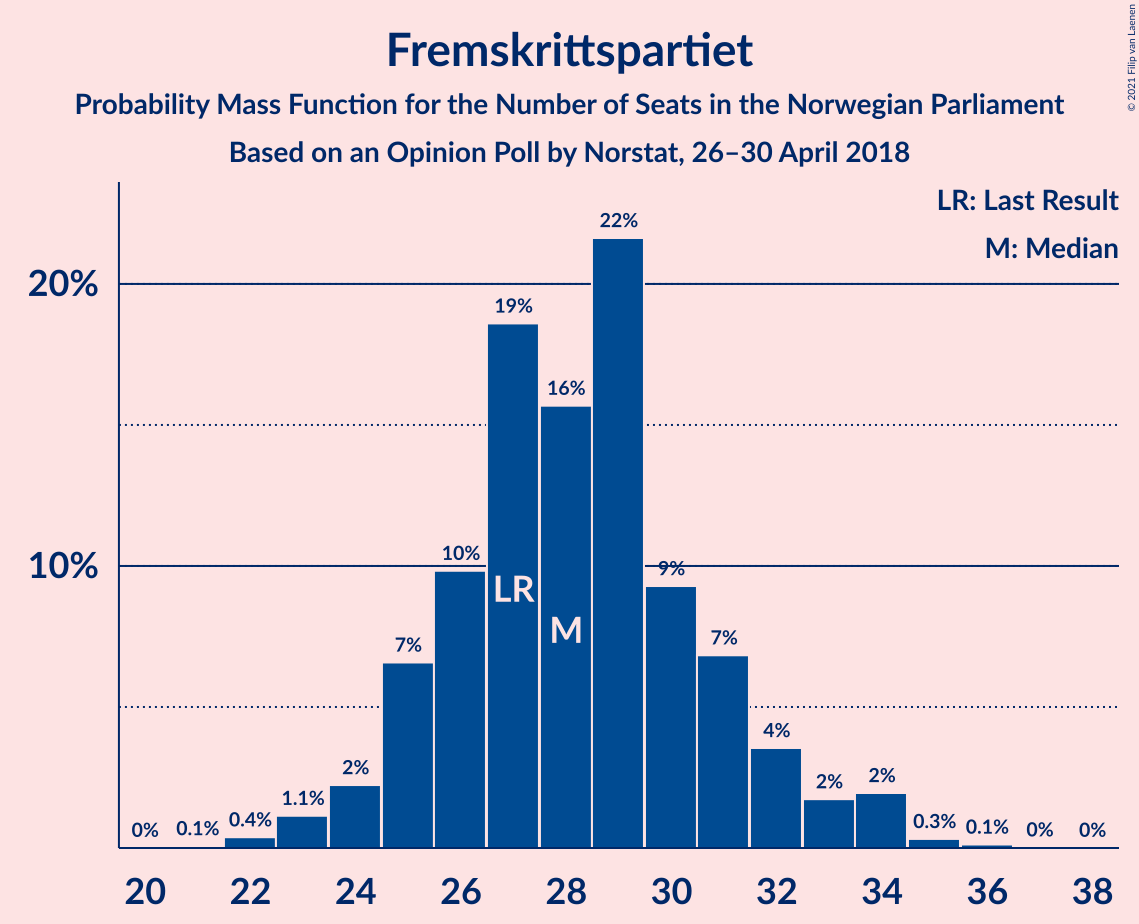 Fremskrittspartiet
Probability Mass Function for the Number of Seats in the Norwegian Parliament
Based on an Opinion Poll by Norstat, 26–30 April 2018
© 2021 Filip van Laenen
LR: Last Result
M: Median
20%
10%
0%
0.1%
0.4%
1.1%
2%
7%
10%
19%
16%
22%
9%
7%
4%
2%
2%
0.3%
0.1%
0%
0%
LR
M
20 22 24 26 28 30 32 34 36 38